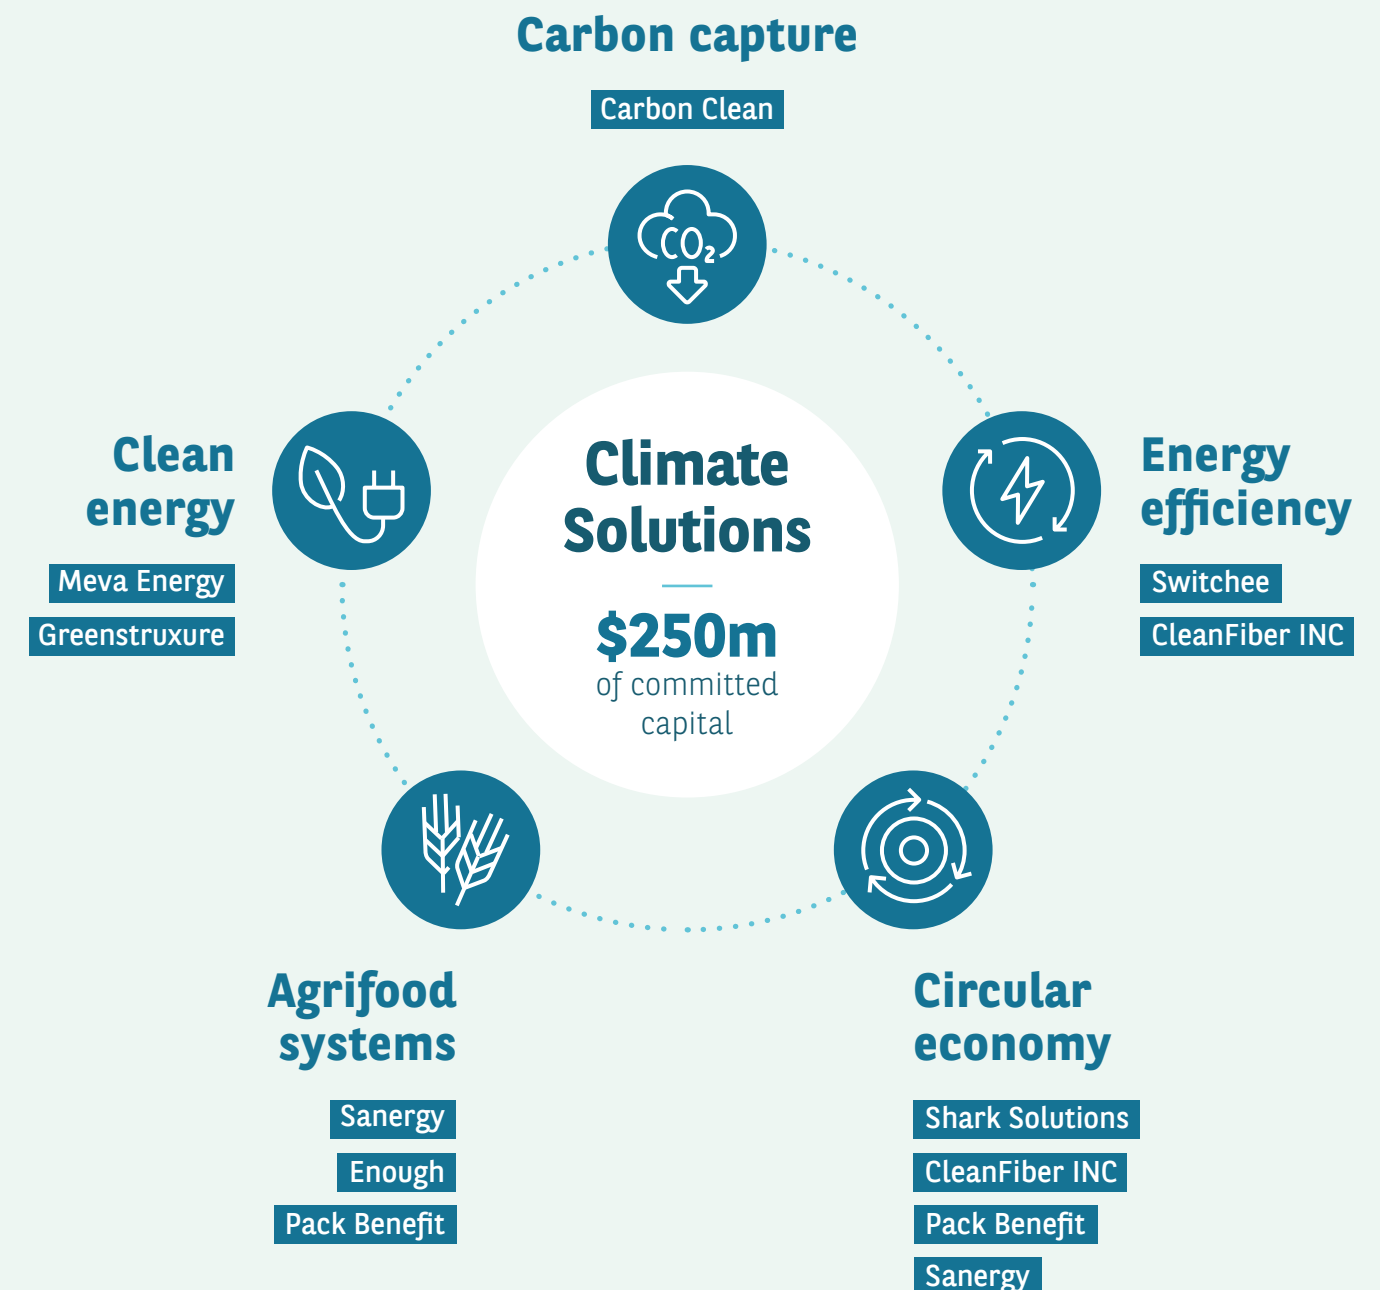 Carbon capture
Carbon Clean
CO₂
Clean
energy
Meva Energy
Greenstruxure
Climate
Solutions
$250m
of committed
capital
Energy
efficiency
Switchee
CleanFiber INC
Agrifood
systems
Sanergy
Enough
Pack Benefit
Circular
economy
Shark Solutions
CleanFiber INC
Pack Benefit
Sanergy